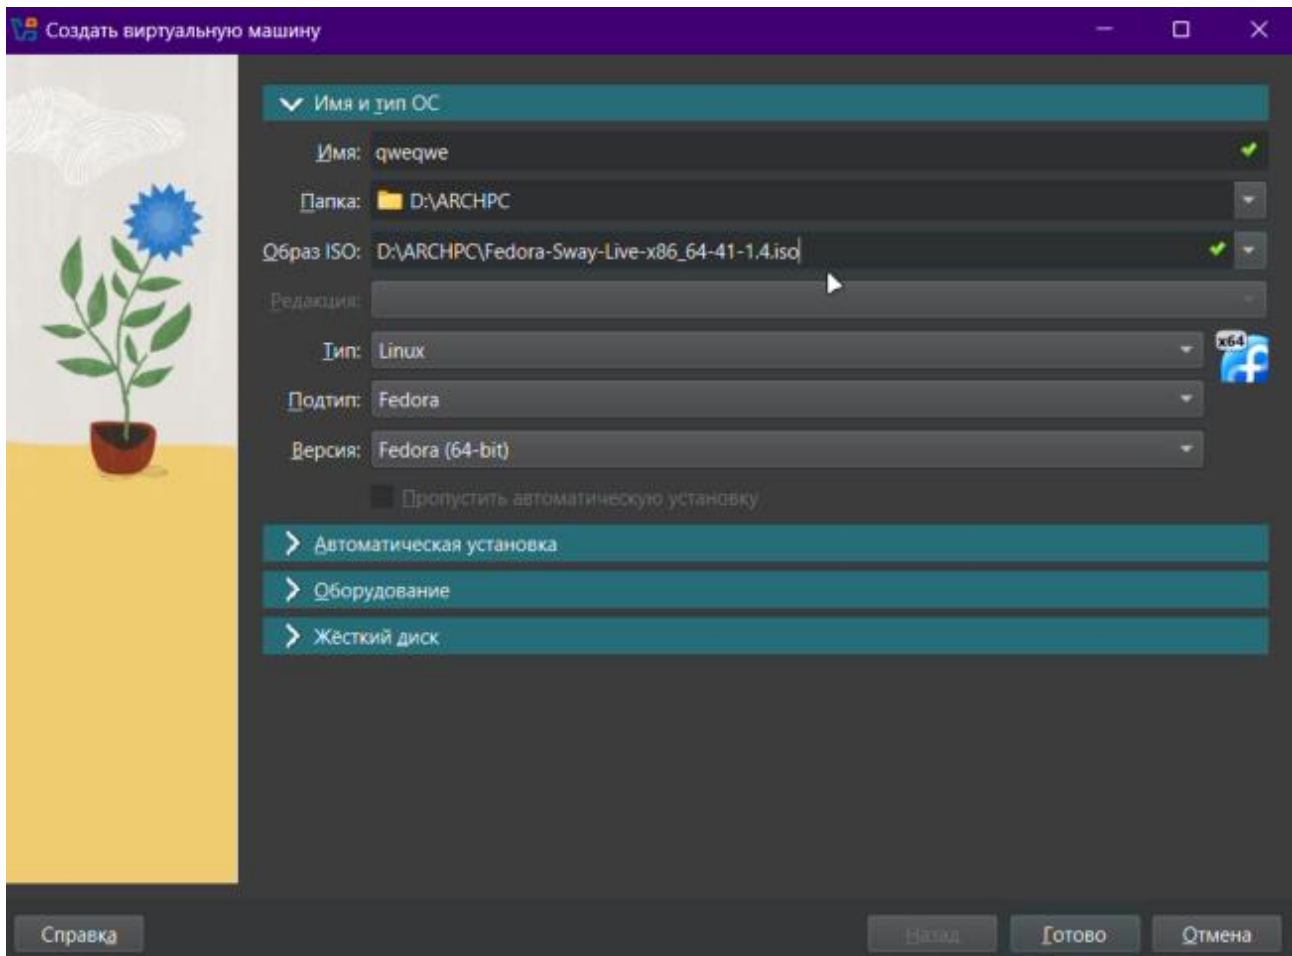 Создать виртуальную машину
Имя и тип ОС
Имя: qweqwe
Папка: D:\ARCHPC
Образ ISO: D:\ARCHPC\Fedora-Sway-Live-x86_64-41-1.4.iso
Редакция:
Тип: Linux x64
Подтип: Fedora
Версия: Fedora (64-bit)
Пропустить автоматическую установку
Автоматическая установка
Оборудование
Жёсткий диск
Справка Назад Готово Отмена